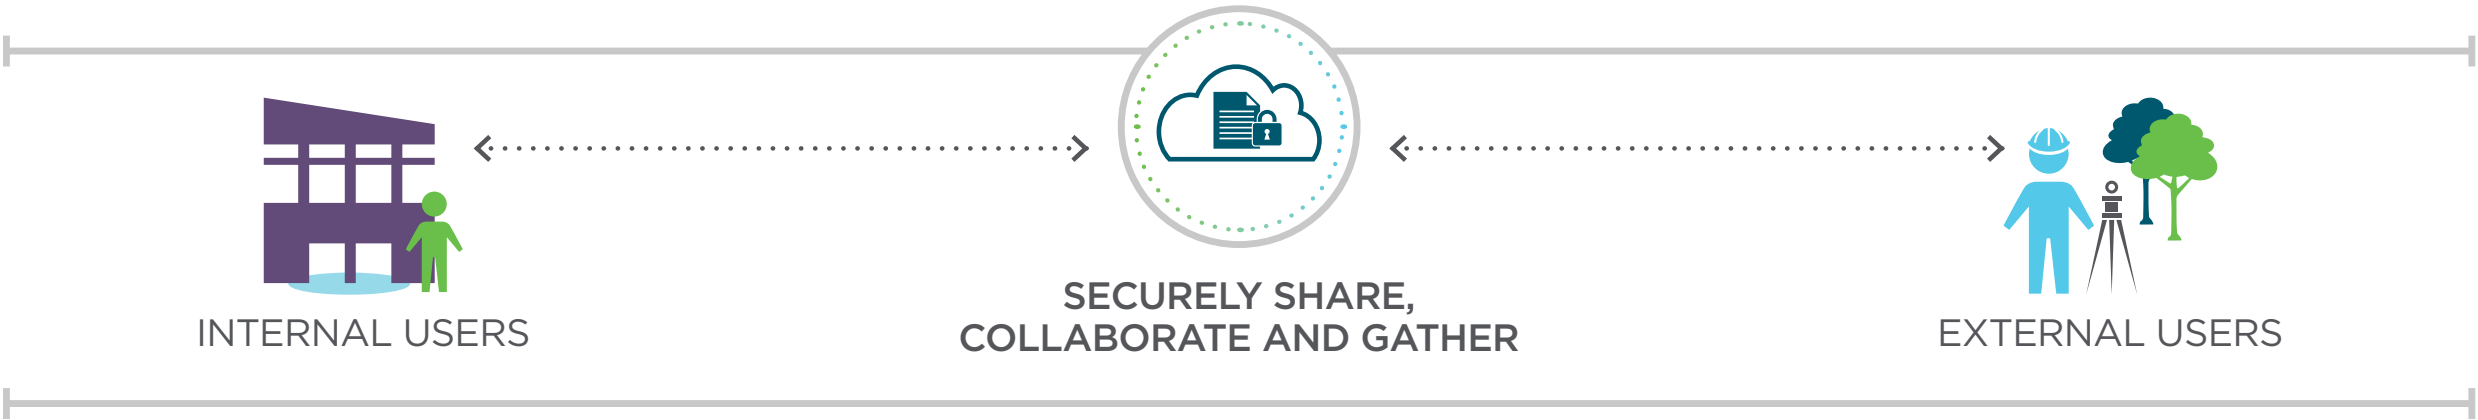 INTERNAL USERS
SECURELY SHARE,
COLLABORATE AND GATHER
EXTERNAL USERS